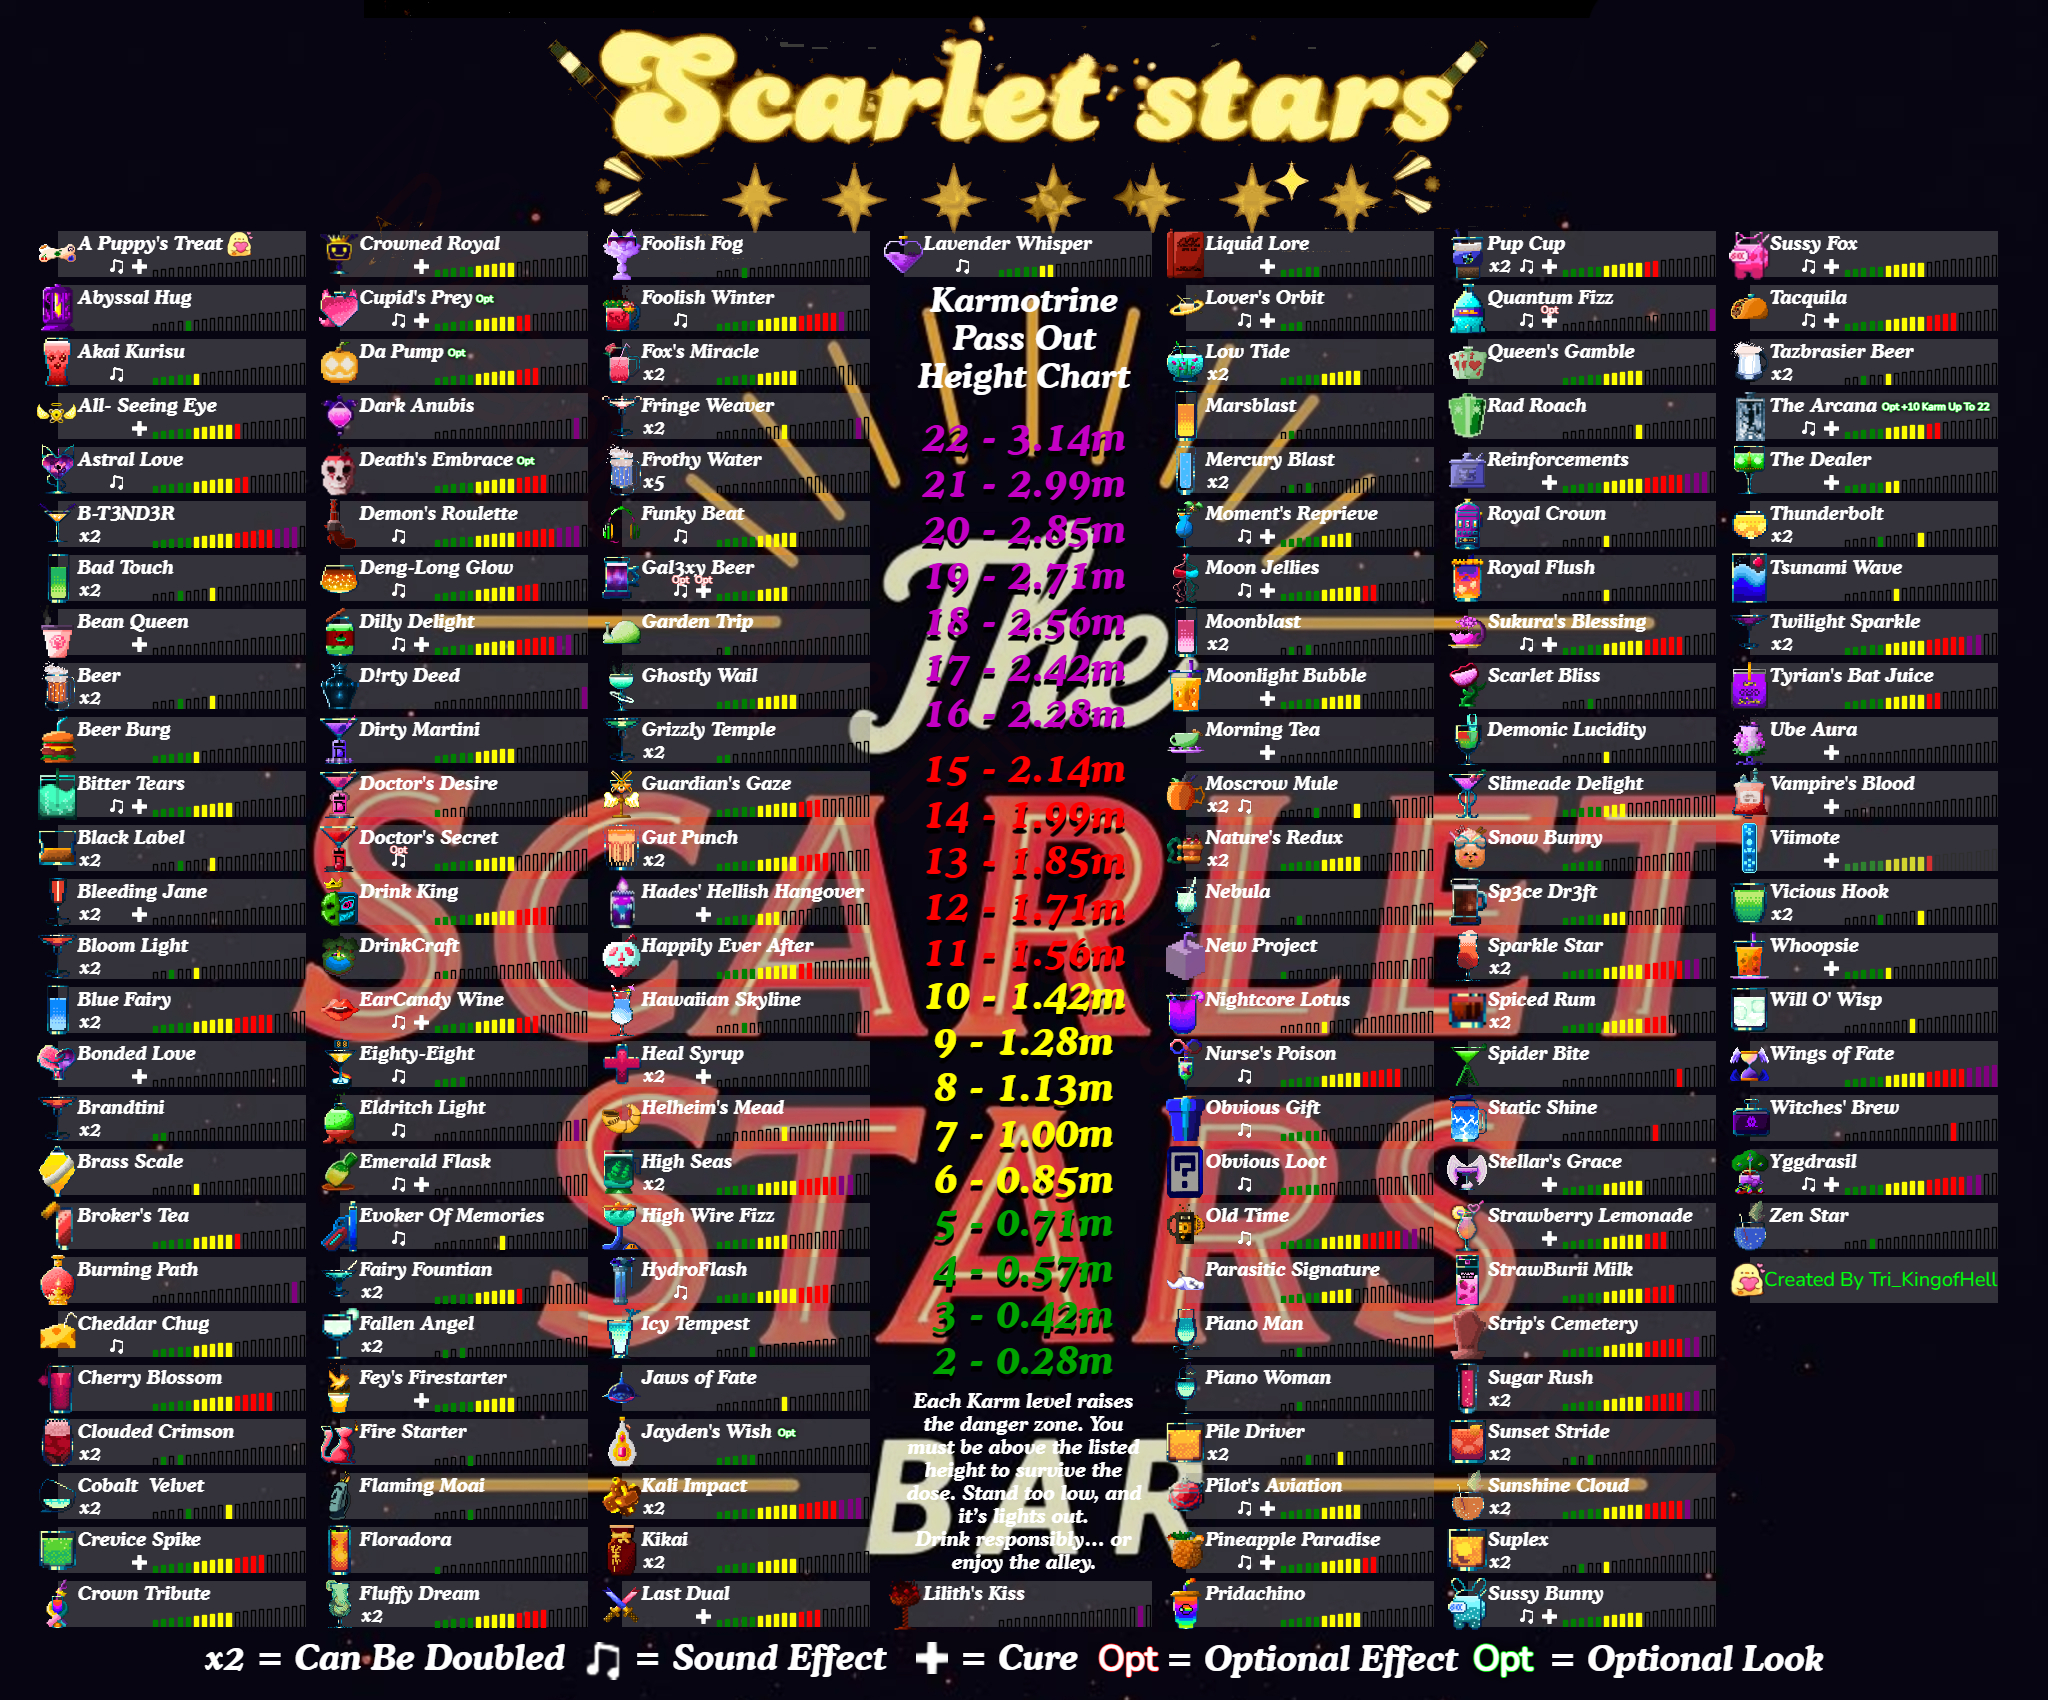 Scarlet stars
A Puppy's Treat
Abyssal Hug
Akai Kurisu
All- Seeing Eye
Astral Love
B-T3ND3R
x2
Bad Touch
x2
Bean Queen
Beer
x2
Beer Burg
Bitter Tears
Black Label
x2
Bleeding Jane
x2
Bloom Light
x2
Blue Fairy
x2
Bonded Love
Brandtini
x2
Brass Scale
Broker's Tea
Burning Path
Cheddar Chug
Cherry Blossom
Clouded Crimson
x2
Cobalt Velvet
x2
Crevice Spike
Crown Tribute
Crowned Royal
Cupid's Prey Opt
Da Pump Opt
Dark Anubis
Death's Embrace Opt
Demon's Roulette
Deng-Long Glow
Dilly Delight
D!rty Deed
Dirty Martini
Doctor's Desire
Doctor's Secret
Opt
Drink King
DrinkCraft
EarCandy Wine
Eighty-Eight
Eldritch Light
Emerald Flask
Evoker Of Memories
Fairy Fountian
x2
Fallen Angel
x2
Fey's Firestarter
Fire Starter
Flaming Moai
Floradora
Fluffy Dream
x2
Foolish Fog
Foolish Winter
Fox's Miracle
x2
Fringe Weaver
x2
Frothy Water
x5
Funky Beat
Gal3xy Beer
Opt Opt
Garden Trip
Ghostly Wail
Grizzly Temple
x2
Guardian's Gaze
Gut Punch
x2
Hades' Hellish Hangover
Happily Ever After
Hawaiian Skyline
Heal Syrup
x2
Helheim's Mead
High Seas
x2
High Wire Fizz
HydroFlash
Icy Tempest
Jaws of Fate
Jayden's Wish Opt
Kali Impact
x2
Kikai
x2
Last Dual
Lavender Whisper
Karmotrine
Pass Out
Height Chart
22 - 3.14m
21 - 2.99m
20 - 2.85m
19 - 2.71m
18 - 2.56m
17 - 2.42m
16 - 2.28m
15 - 2.14m
14 - 1.99m
13 - 1.85m
12 - 1.71m
11 - 1.56m
10 - 1.42m
9 - 1.28m
8 - 1.13m
7 - 1.00m
6 - 0.85m
5 - 0.71m
4 - 0.57m
3 - 0.42m
2 - 0.28m
Each Karm level raises
the danger zone. You
must be above the listed
height to survive the
dose. Stand too low, and
it's lights out.
Drink responsibly... or
enjoy the alley.
Lilith's Kiss
Liquid Lore
Lover's Orbit
Low Tide
x2
Marsblast
Mercury Blast
x2
Moment's Reprieve
Moon Jellies
Moonblast
x2
Moonlight Bubble
Morning Tea
Moscrow Mule
x2
Nature's Redux
x2
Nebula
New Project
Nightcore Lotus
Nurse's Poison
Obvious Gift
Obvious Loot
Old Time
Parasitic Signature
Piano Man
Piano Woman
Pile Driver
x2
Pilot's Aviation
Pineapple Paradise
Pridachino
Pup Cup
x2
Quantum Fizz
Opt
Queen's Gamble
Rad Roach
Reinforcements
Royal Crown
Royal Flush
Sukura's Blessing
Scarlet Bliss
Demonic Lucidity
Slimeade Delight
Snow Bunny
Sp3ce Dr3ft
Sparkle Star
x2
Spiced Rum
x2
Spider Bite
Static Shine
Stellar's Grace
Strawberry Lemonade
StrawBurii Milk
Strip's Cemetery
Sugar Rush
x2
Sunset Stride
x2
Sunshine Cloud
x2
Suplex
x2
Sussy Bunny
Sussy Fox
Tacquila
Tazbrasier Beer
x2
The Arcana Opt +10 Karm Up To 22
The Dealer
Thunderbolt
x2
Tsunami Wave
Twilight Sparkle
x2
Tyrian's Bat Juice
Ube Aura
Vampire's Blood
Viimote
Vicious Hook
x2
Whoopsie
Will O' Wisp
Wings of Fate
Witches' Brew
Yggdrasil
Zen Star
Created By Tri_KingofHell
The
SCARLET
STARS
BAR
x2 = Can Be Doubled = Sound Effect = Cure Opt = Optional Effect Opt = Optional Look